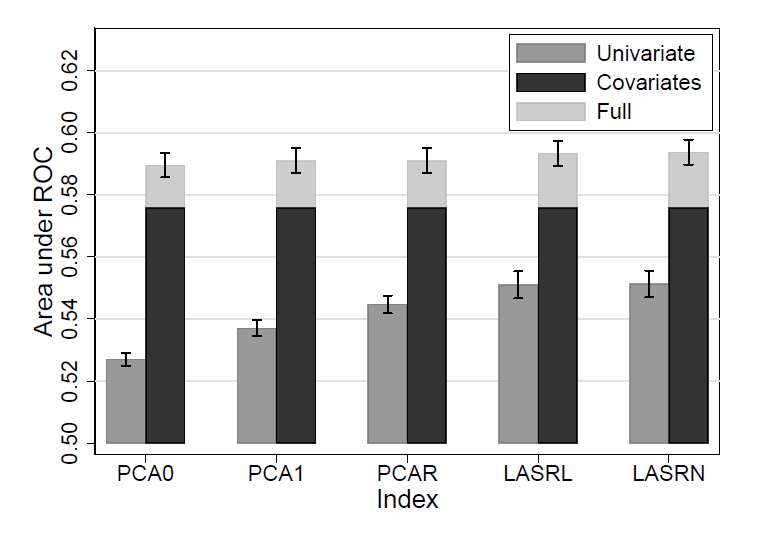 Univariate
Covariates
Full
Area under ROC
0.62
0.60
0.58
0.56
0.54
0.52
0.50
PCA0 PCA1 PCAR LASRL LASRN
Index